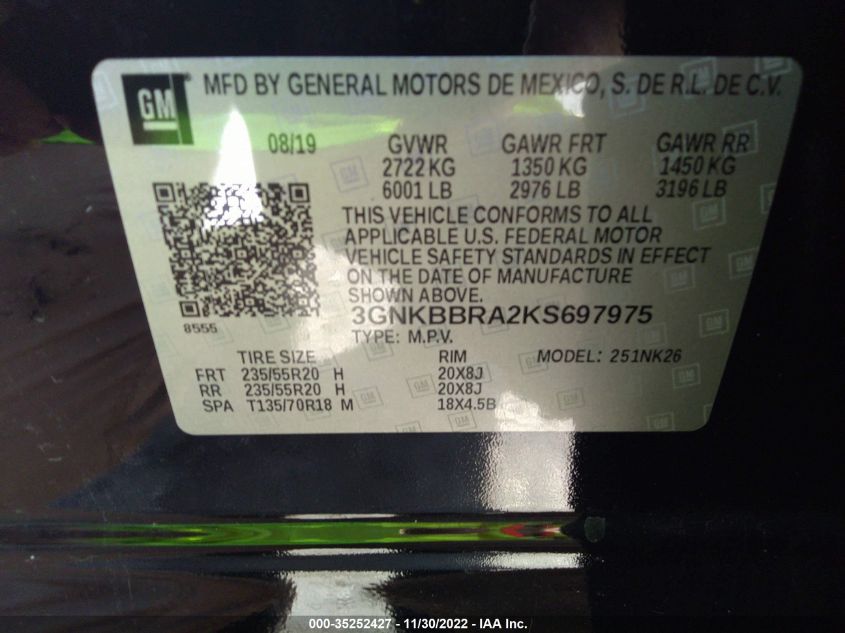 GM ® MFD BY GENERAL MOTORS DE MEXICO, S. DE R.L. DE C.V.
08/19 GVWR GAWR FRT GAWR RR
2722 KG 1350 KG 1450 KG
6001 LB 2976 LB 3196 LB
THIS VEHICLE CONFORMS TO ALL
APPLICABLE U.S. FEDERAL MOTOR
VEHICLE SAFETY STANDARDS IN EFFECT
ON THE DATE OF MANUFACTURE
SHOWN ABOVE.
8555 3GNKBBRA2KS697975
TYPE: M.P.V.
TIRE SIZE RIM MODEL: 251NK26
FRT 235/55R20 H 20X8J
RR 235/55R20 H 20X8J
SPA T135/70R18 M 18X4.5B
000-35252427 - 11/30/2022 - IAA Inc.